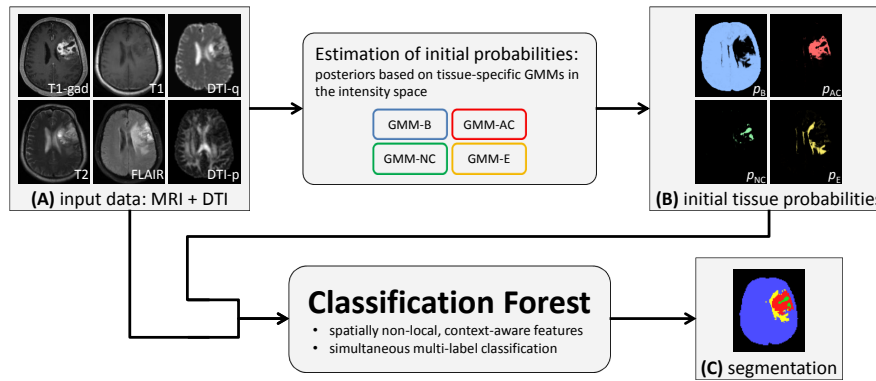 T1-gad
T1
DTI-q
T2
FLAIR
DTI-p
(A) input data: MRI + DTI
Estimation of initial probabilities:
posteriors based on tissue-specific GMMs in
the intensity space
GMM-B
GMM-AC
GMM-NC
GMM-E
pB
pAC
pNC
pE
(B) initial tissue probabilities
Classification Forest
• spatially non-local, context-aware features
• simultaneous multi-label classification
(C) segmentation